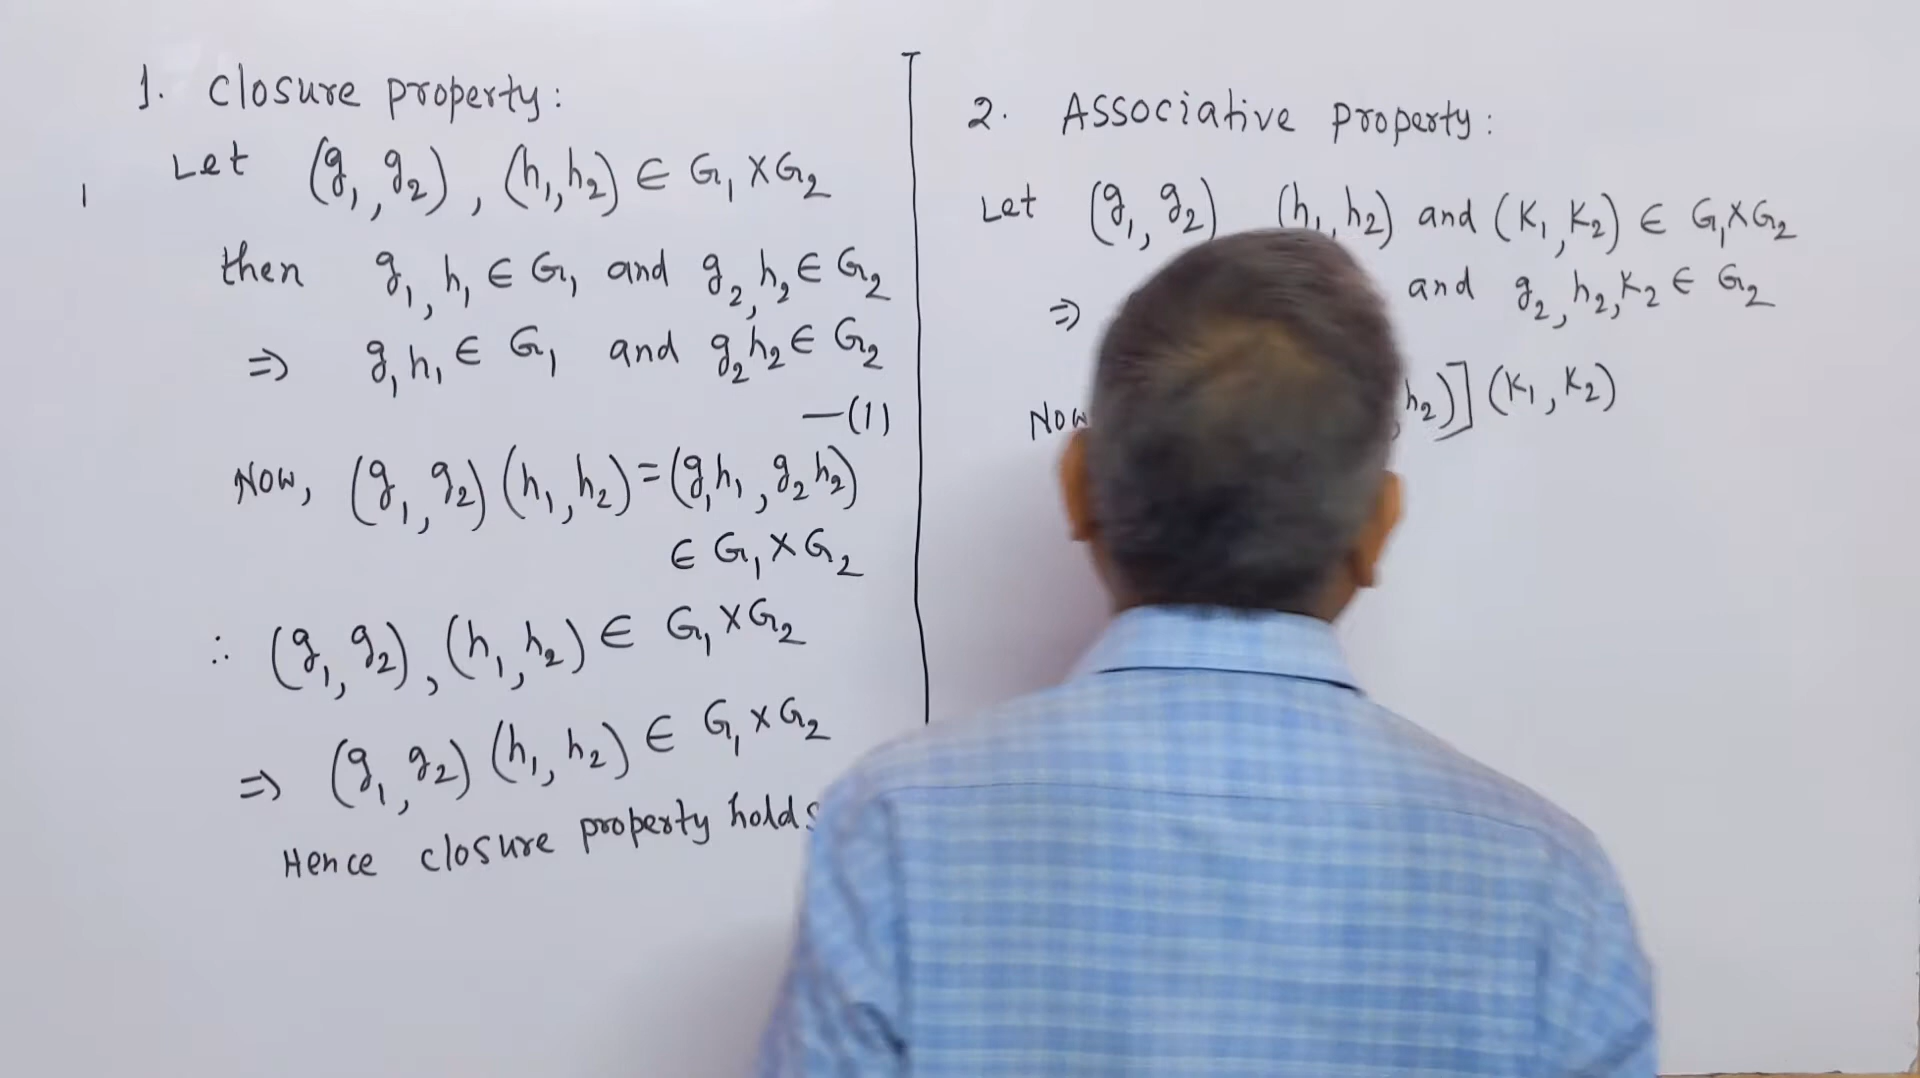 1. Closure property:
Let (g₁, g₂), (h₁, h₂) ∈ G₁ × G₂
then g₁, h₁ ∈ G₁ and g₂, h₂ ∈ G₂
⇒ g₁h₁ ∈ G₁ and g₂h₂ ∈ G₂
—(1)
Now, (g₁, g₂) (h₁, h₂) = (g₁h₁, g₂h₂)
∈ G₁ × G₂
∴ (g₁, g₂), (h₁, h₂) ∈ G₁ × G₂
⇒ (g₁, g₂) (h₁, h₂) ∈ G₁ × G₂
Hence closure property holds
2. Associative property:
Let (g₁, g₂) (h₁, h₂) and (K₁, K₂) ∈ G₁ × G₂
⇒ and g₂, h₂, K₂ ∈ G₂
Now h₂)] (K₁, K₂)